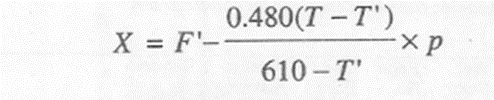 X = F'− 0.480(T − T') / 610 − T' × p